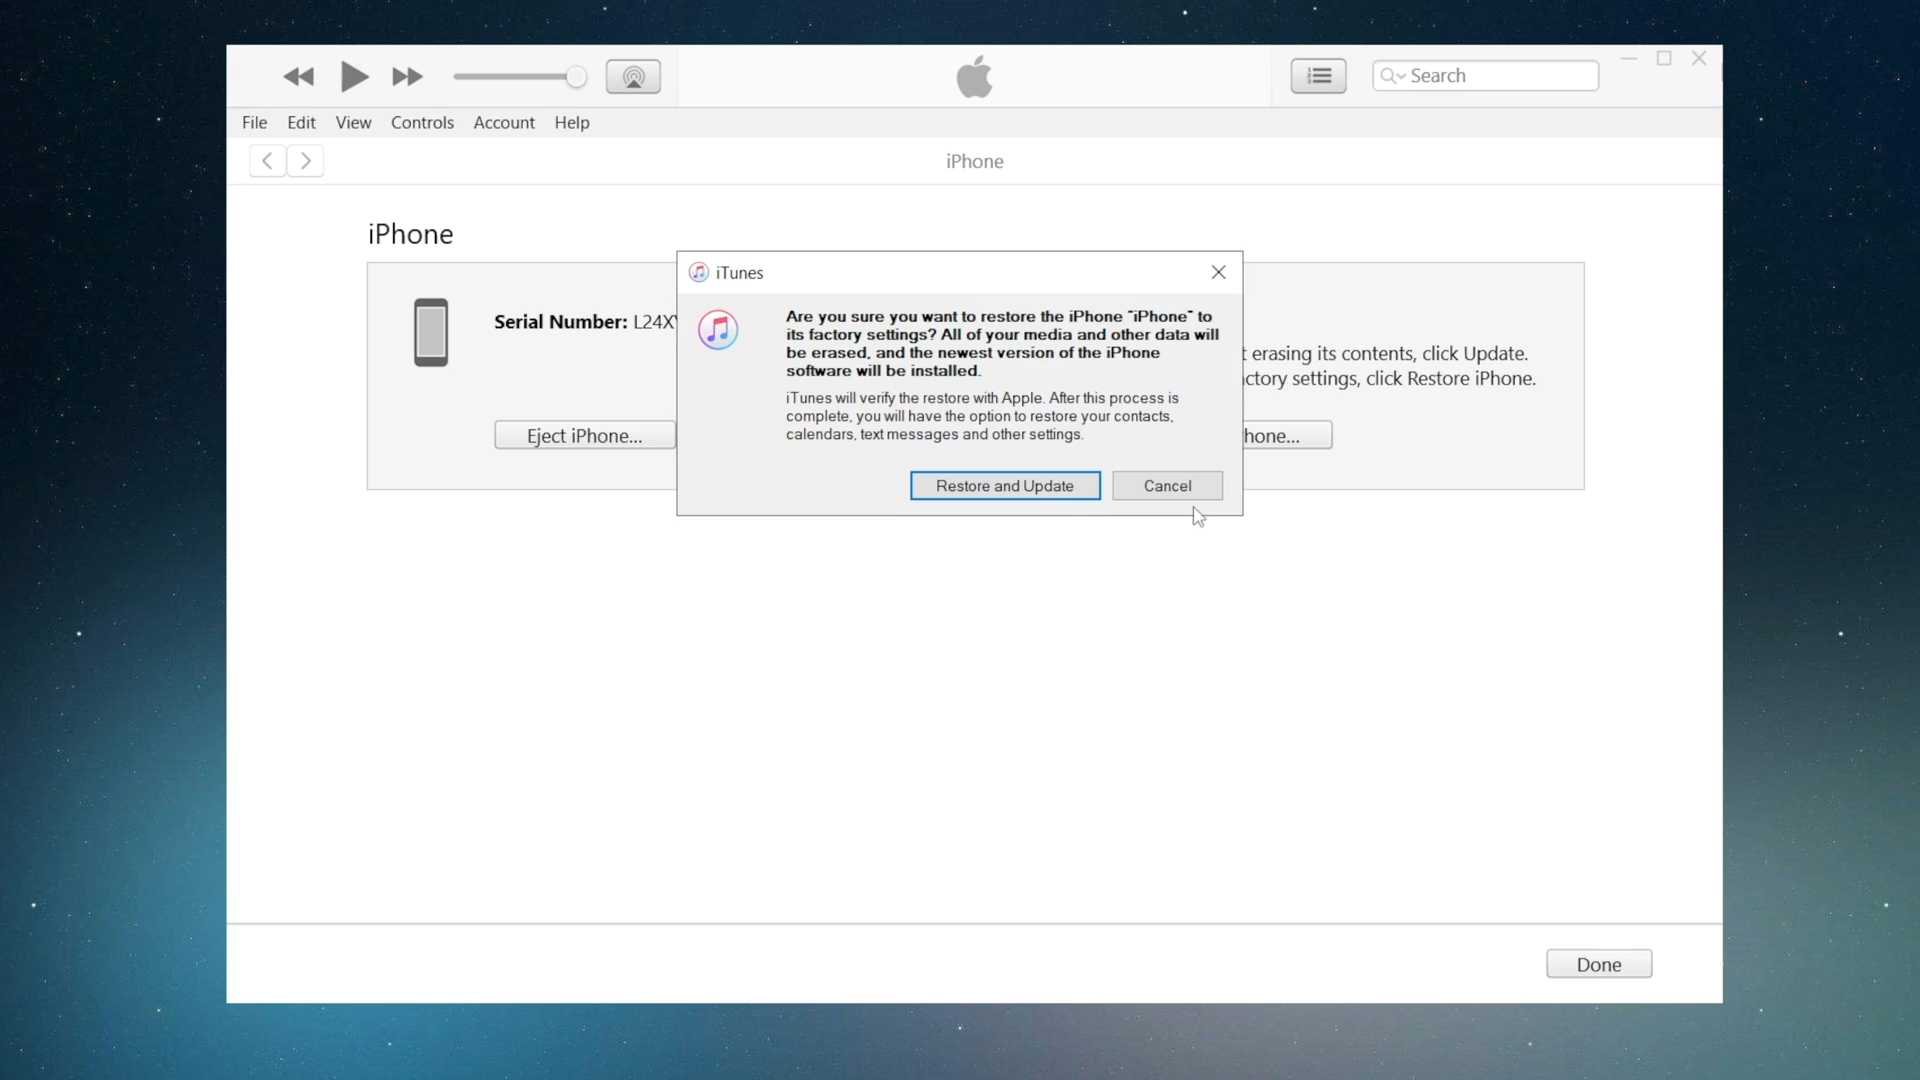 Search
File Edit View Controls Account Help
iPhone
iPhone
iTunes
Serial Number: L24X
Are you sure you want to restore the iPhone "iPhone" to
its factory settings? All of your media and other data will
be erased, and the newest version of the iPhone
software will be installed.
iTunes will verify the restore with Apple. After this process is
complete, you will have the option to restore your contacts,
calendars, text messages and other settings.
erasing its contents, click Update.
ctory settings, click Restore iPhone.
Eject iPhone...
hone...
Restore and Update
Cancel
Done